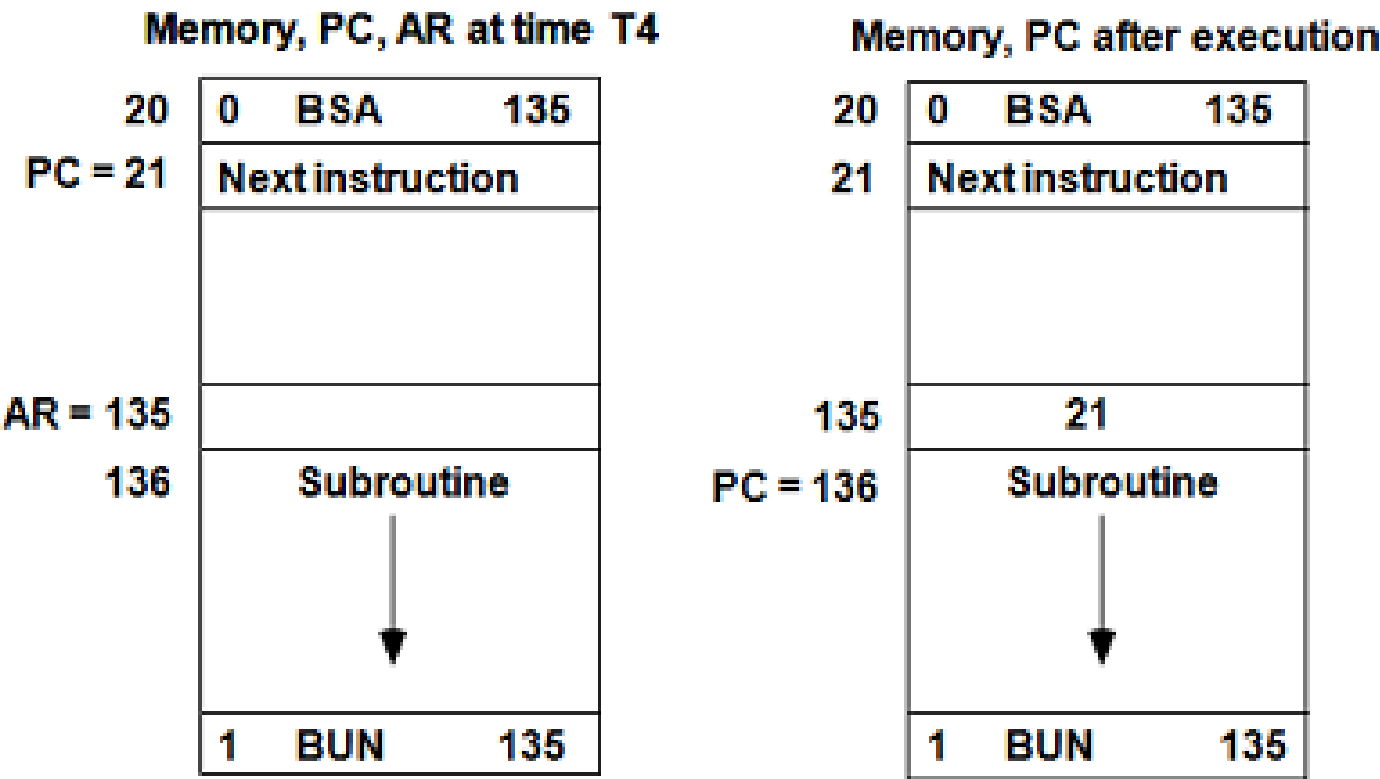 Memory, PC, AR at time T4
20 0 BSA 135
PC = 21 Next instruction
AR = 135
136 Subroutine
1 BUN 135
Memory, PC after execution
20 0 BSA 135
21 Next instruction
135 21
PC = 136 Subroutine
1 BUN 135